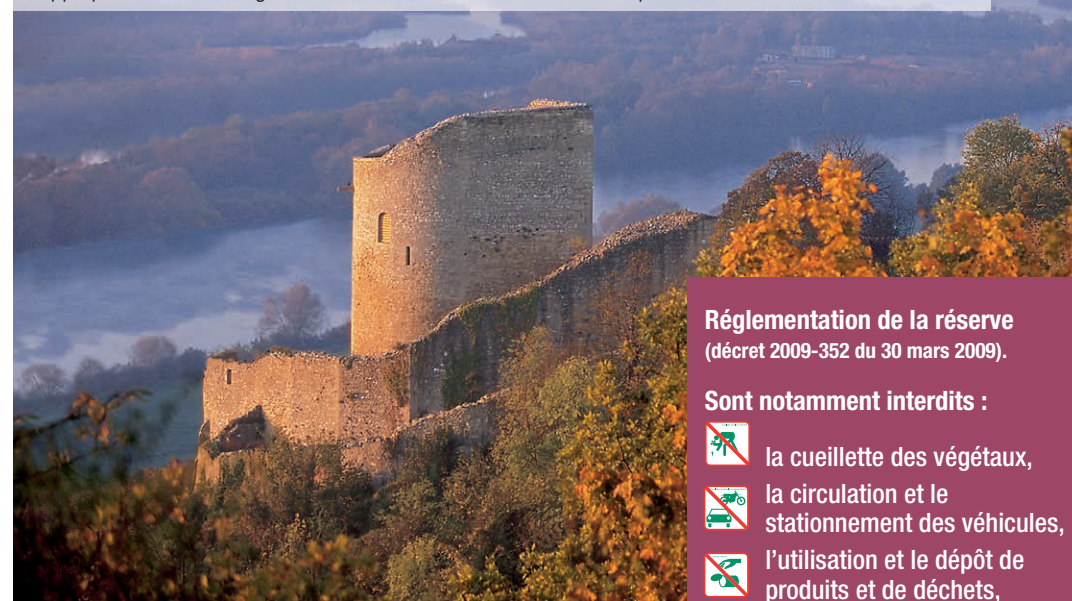 Réglementation de la réserve
(décret 2009-352 du 30 mars 2009).
Sont notamment interdits :
la cueillette des végétaux,
la circulation et le
stationnement des véhicules,
l’utilisation et le dépôt de
produits et de déchets,